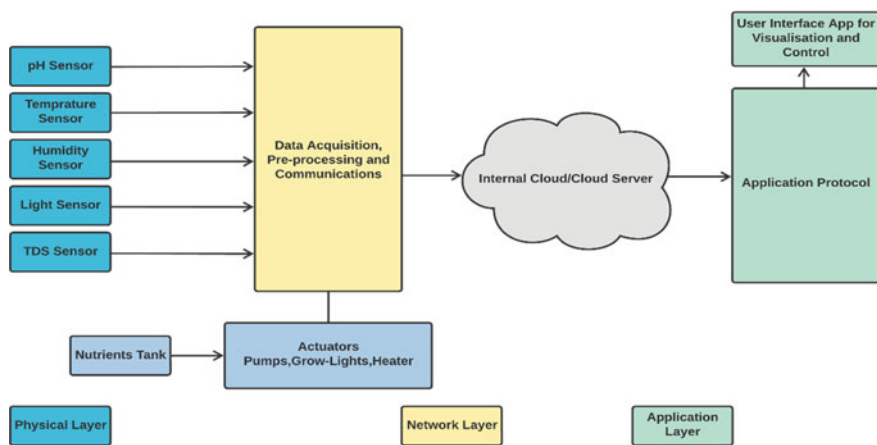 User Interface App for
Visualisation and
Control
pH Sensor
Temprature
Sensor
Humidity
Sensor
Light Sensor
TDS Sensor
Data Acquisition,
Pre-processing and
Communications
Internal Cloud/Cloud Server
Application Protocol
Nutrients Tank
Actuators
Pumps,Grow-Lights,Heater
Physical Layer
Network Layer
Application
Layer